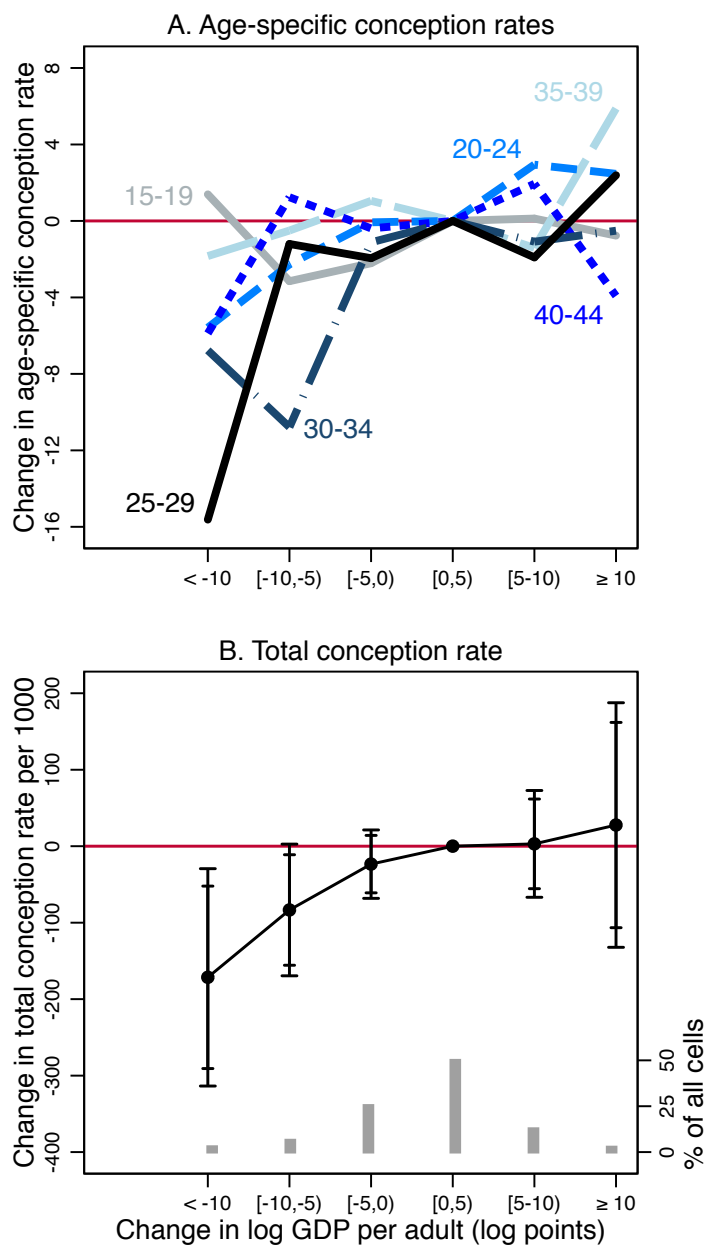 A. Age-specific conception rates
Change in age-specific conception rate
8
4
0
-4
-8
-12
-16
35-39
20-24
15-19
40-44
30-34
25-29
< -10 [-10,-5) [-5,0) [0,5) [5-10) ≥ 10
B. Total conception rate
Change in total conception rate per 1000
200
100
0
-100
-200
-300
-400
50
25
0
% of all cells
< -10 [-10,-5) [-5,0) [0,5) [5-10) ≥ 10
Change in log GDP per adult (log points)